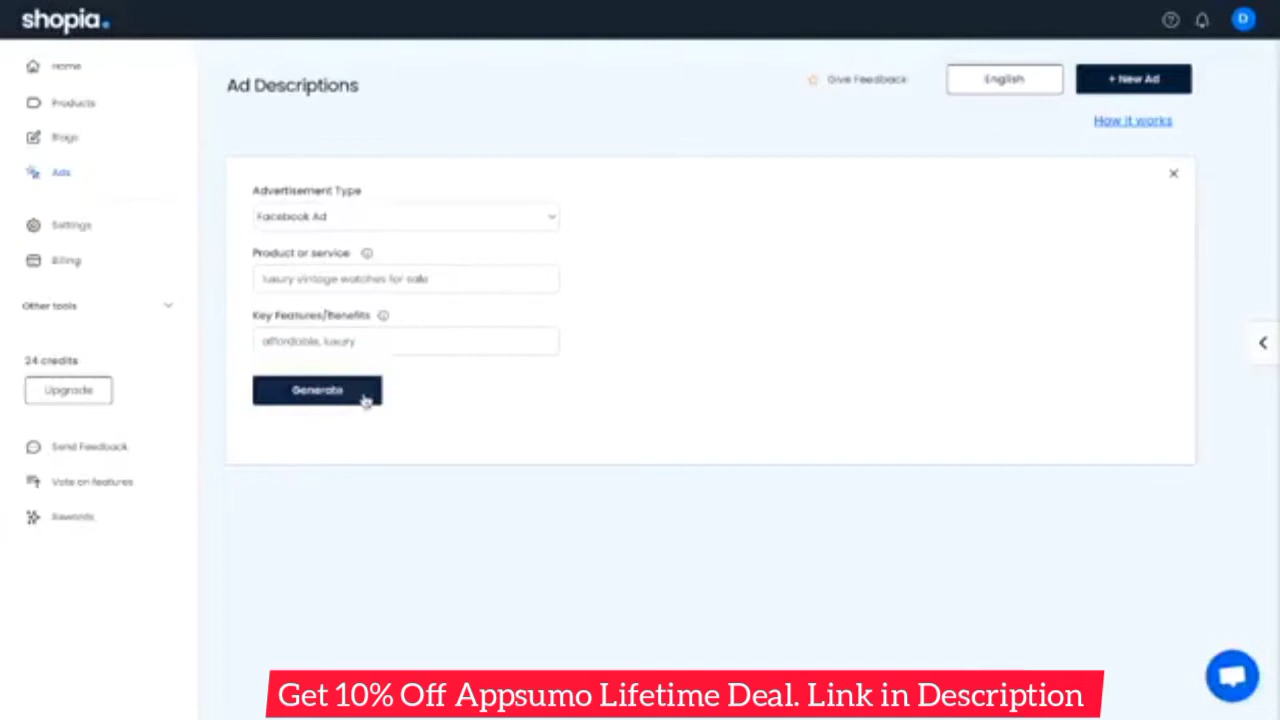 shopia.
D
Home
Products
Blogs
Ads
Settings
Billing
Other tools
24 credits
Upgrade
Send Feedback
Vote on features
Rewards
Ad Descriptions
Give Feedback
English
+ New Ad
How it works
Advertisement Type
Facebook Ad
Product or service
luxury vintage watches for sale
Key Features/Benefits
affordable, luxury
Generate
Get 10% Off Appsumo Lifetime Deal. Link in Description